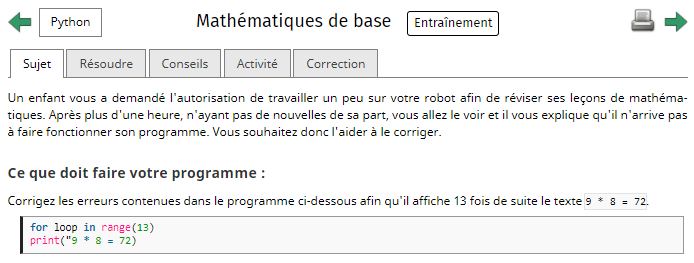 Python Mathématiques de base Entraînement
Sujet Résoudre Conseils Activité Correction
Un enfant vous a demandé l'autorisation de travailler un peu sur votre robot afin de réviser ses leçons de mathéma-
tiques. Après plus d'une heure, n'ayant pas de nouvelles de sa part, vous allez le voir et il vous explique qu'il n'arrive pas
à faire fonctionner son programme. Vous souhaitez donc l'aider à le corriger.
Ce que doit faire votre programme :
Corrigez les erreurs contenues dans le programme ci-dessous afin qu'il affiche 13 fois de suite le texte 9 * 8 = 72.
for loop in range(13)
print("9 * 8 = 72)